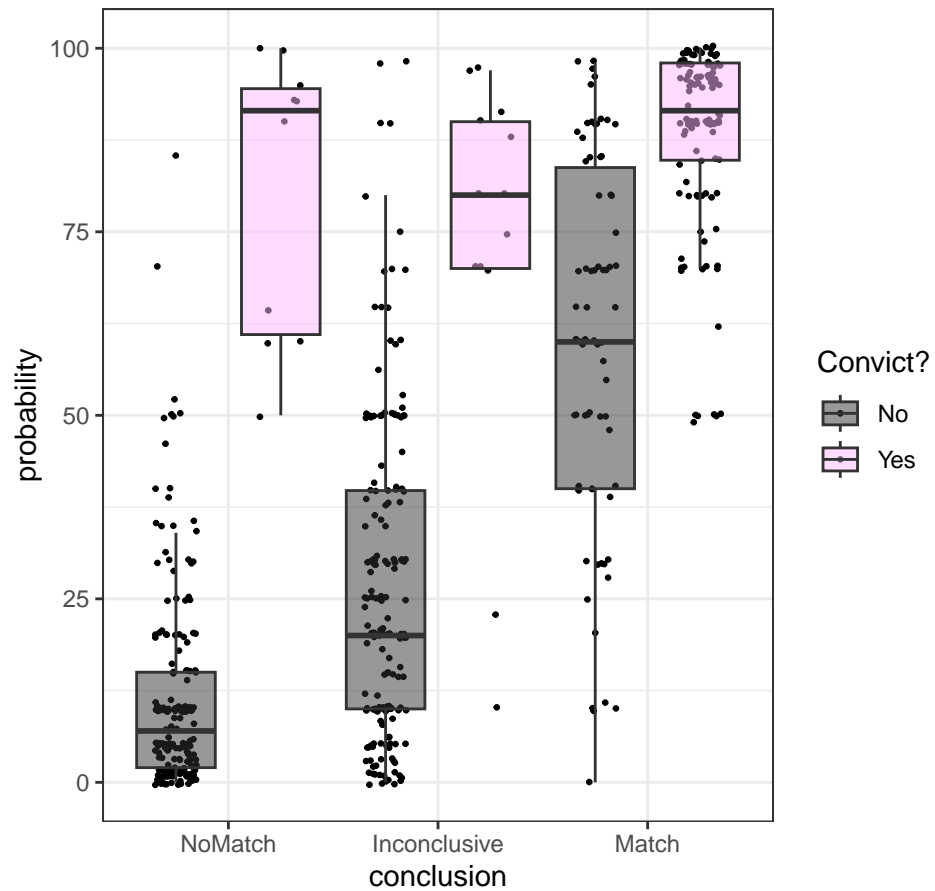 100
75
50
25
0
probability
NoMatch
Inconclusive
Match
conclusion
Convict?
No
Yes